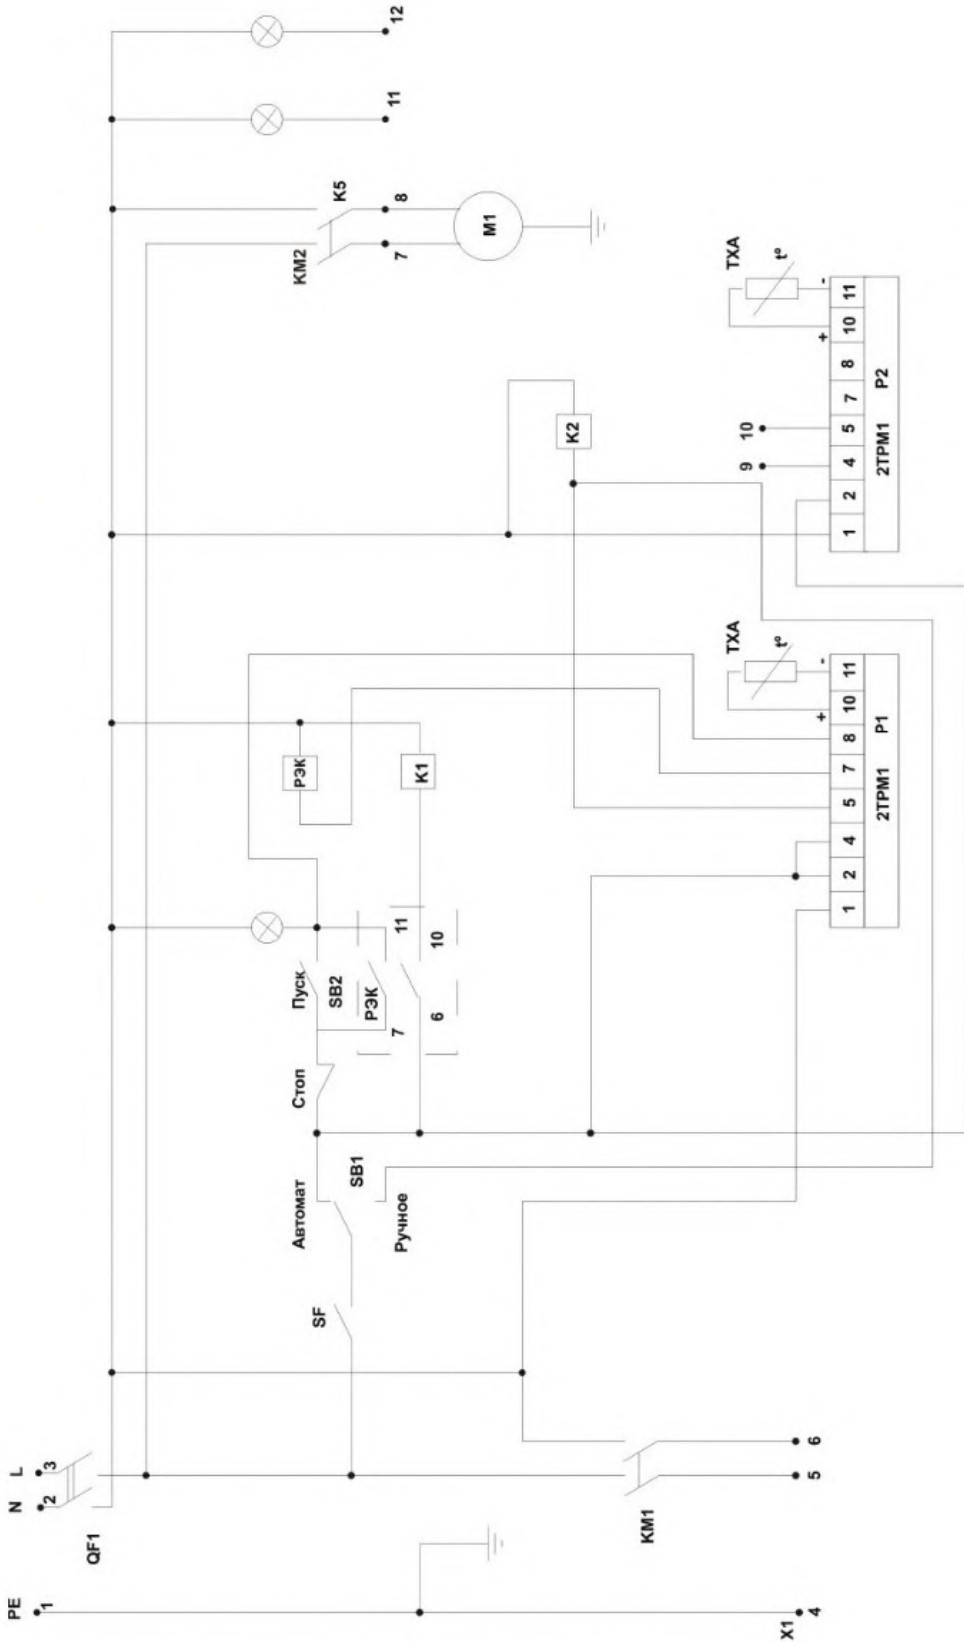 PE
N
L
1
2
3
QF1
X1
4
KM1
5
6
SF
Автомат
Ручное
SB1
Стоп
Пуск
SB2
РЭК
7
11
6
10
РЭК
K1
KM2
K5
7
8
M1
11
12
K2
1
2
4
5
7
8
10
11
2ТРМ1
P1
+
-
ТХА
t°
9
10
1
2
4
5
7
8
10
11
2ТРМ1
P2
+
-
ТХА
t°